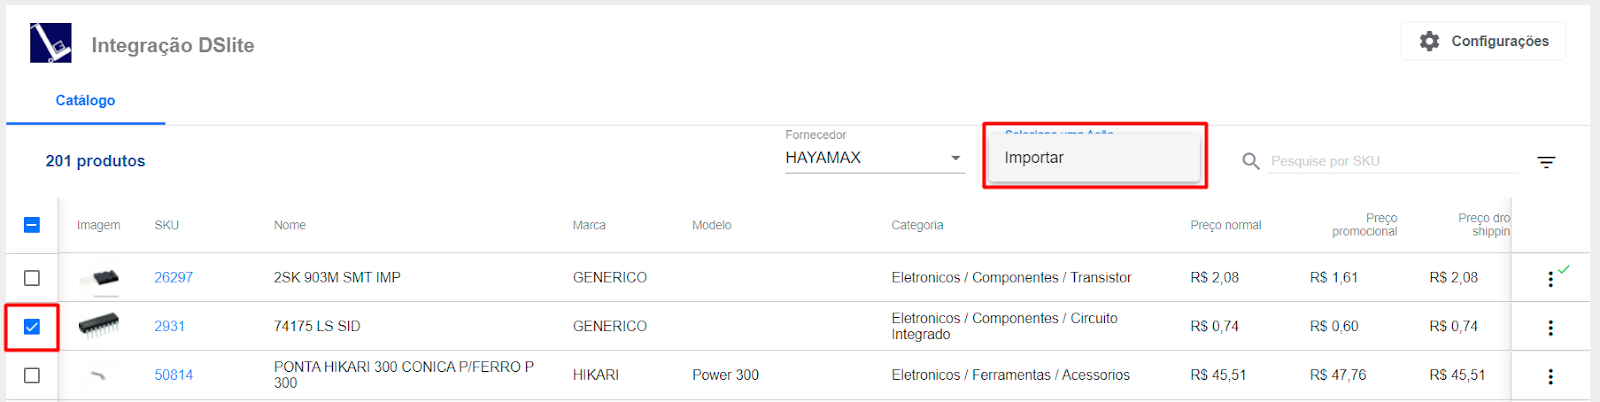 Integração DSlite
Configurações
Catálogo
201 produtos
Fornecedor
HAYAMAX
Selecione uma Ação
Importar
Pesquise por SKU
Imagem SKU Nome Marca Modelo Categoria Preço normal Preço promocional Preço dro shippin
26297 2SK 903M SMT IMP GENERICO Eletronicos / Componentes / Transistor R$ 2,08 R$ 1,61 R$ 2,08
2931 74175 LS SID GENERICO Eletronicos / Componentes / Circuito Integrado R$ 0,74 R$ 0,60 R$ 0,74
50814 PONTA HIKARI 300 CONICA P/FERRO P 300 HIKARI Power 300 Eletronicos / Ferramentas / Acessorios R$ 45,51 R$ 47,76 R$ 45,51